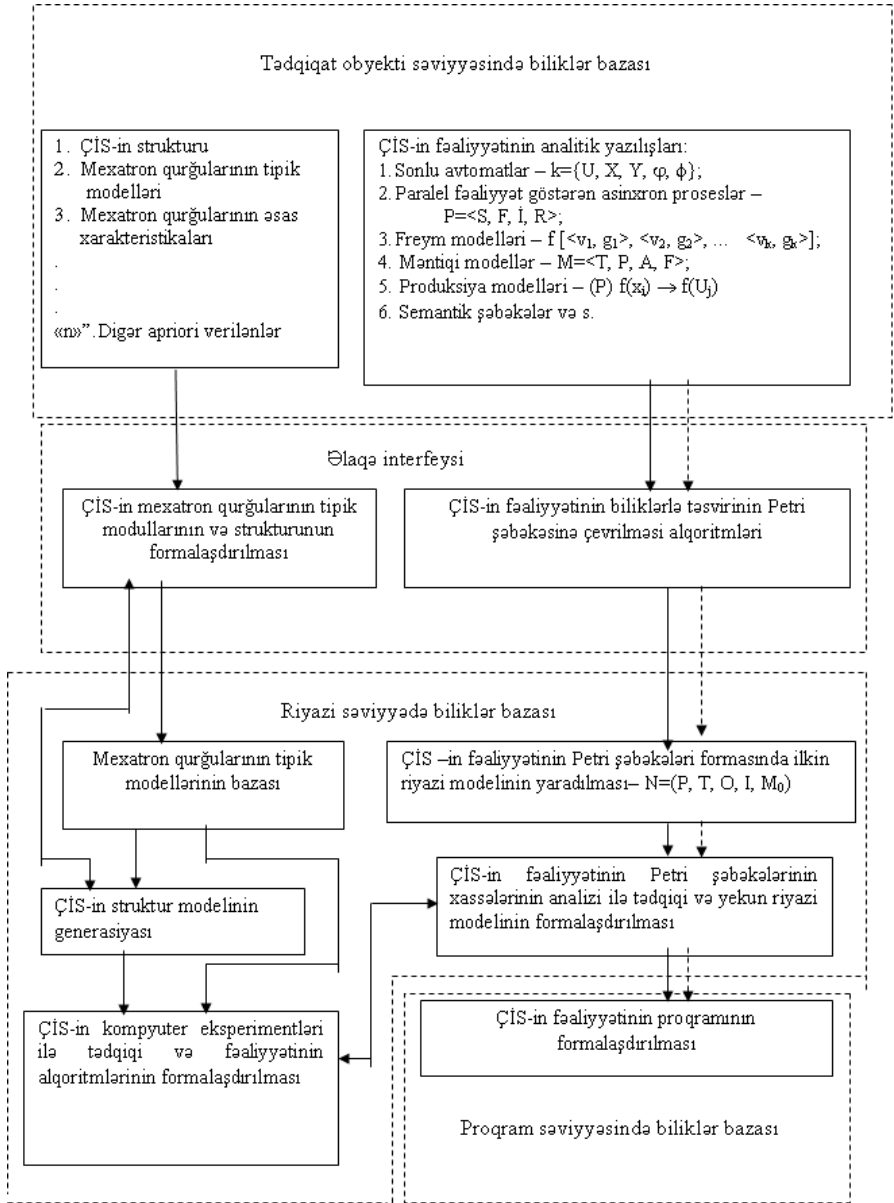 Tədqiqat obyekti səviyyəsində biliklər bazası
1. ÇİS-in strukturu
2. Mexatron qurğularının tipik
modelləri
3. Mexatron qurğularının əsas
xarakteristikaları
.
.
.
«n»”.Digər apriori verilənlər
ÇİS-in fəaliyyətinin analitik yazılışları:
1. Sonlu avtomatlar – k={U, X, Y, φ, ϕ};
2. Paralel fəaliyyət göstərən asinxron proseslər –
P=<S, F, İ, R>;
3. Freym modelləri – f [<v₁, g₁>, <v₂, g₂>, ... <vₖ, gₖ>];
4. Məntiqi modellər – M=<T, P, A, F>;
5. Produksiya modelləri – (P) f(xᵢ) → f(Uⱼ)
6. Semantik şəbəkələr və s.
Əlaqə interfeysi
ÇİS-in mexatron qurğularının tipik
modullarının və strukturunun
formalaşdırılması
ÇİS-in fəaliyyətinin biliklərlə təsvirinin Petri
şəbəkəsinə çevrilməsi alqoritmləri
Riyazi səviyyədə biliklər bazası
Mexatron qurğularının tipik
modellərinin bazası
ÇİS –in fəaliyyətinin Petri şəbəkələri formasında ilkin
riyazi modelinin yaradılması– N=(P, T, O, I, M₀)
ÇİS-in struktur modelinin
generasiyası
ÇİS-in fəaliyyətinin Petri şəbəkələrinin
xassələrinin analizi ilə tədqiqi və yekun riyazi
modelinin formalaşdırılması
ÇİS-in kompyuter eksperimentləri
ilə tədqiqi və fəaliyyətinin
alqoritmlərinin formalaşdırılması
ÇİS-in fəaliyyətinin proqramının
formalaşdırılması
Proqram səviyyəsində biliklər bazası